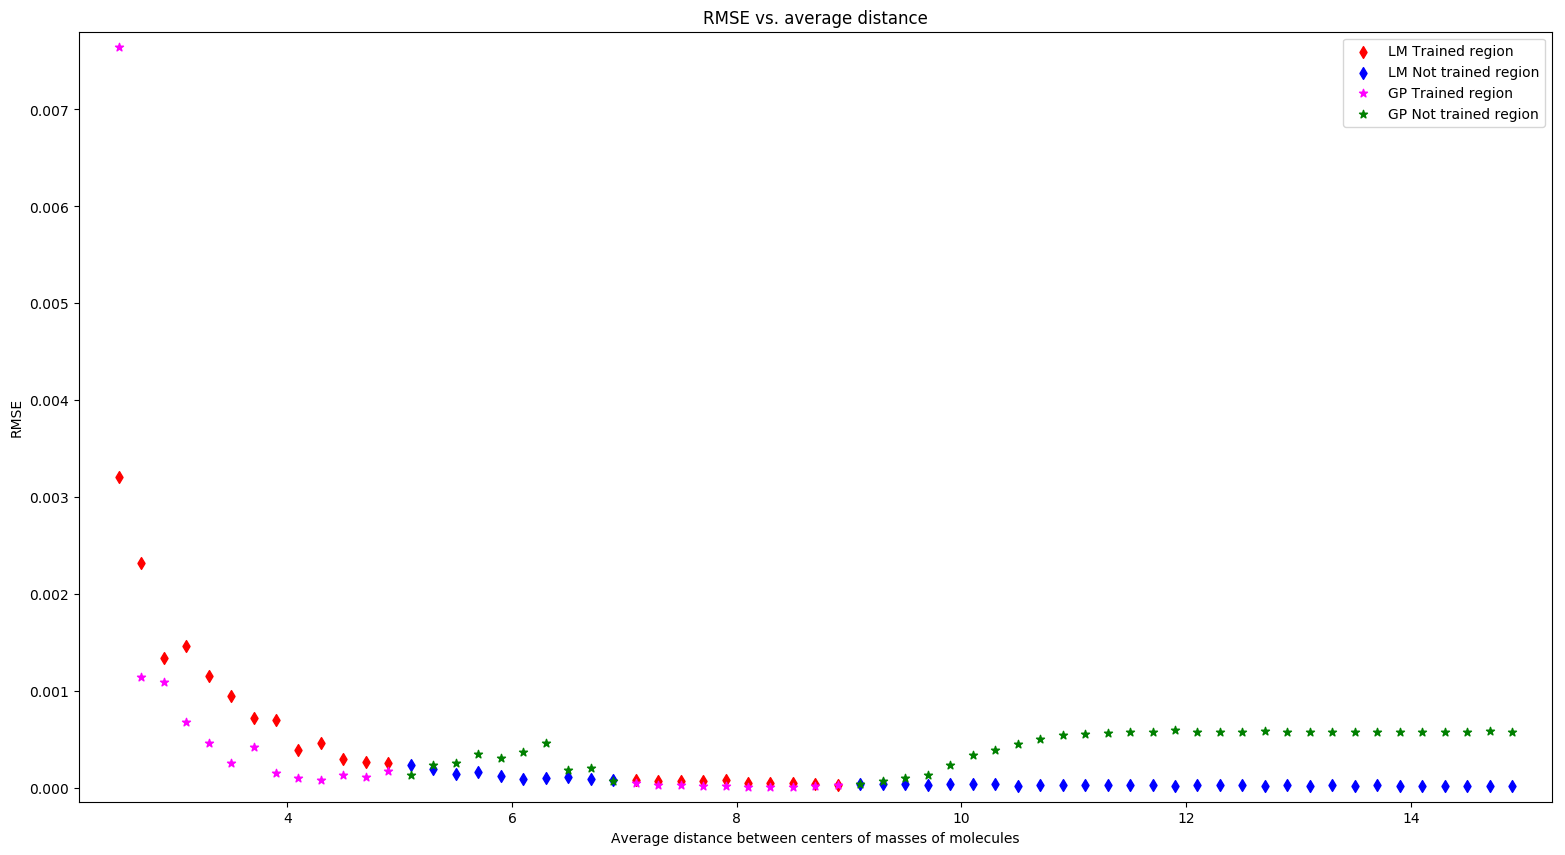 RMSE vs. average distance
LM Trained region
LM Not trained region
GP Trained region
GP Not trained region
0.007
0.006
0.005
0.004
0.003
0.002
0.001
0.000
RMSE
4 6 8 10 12 14
Average distance between centers of masses of molecules